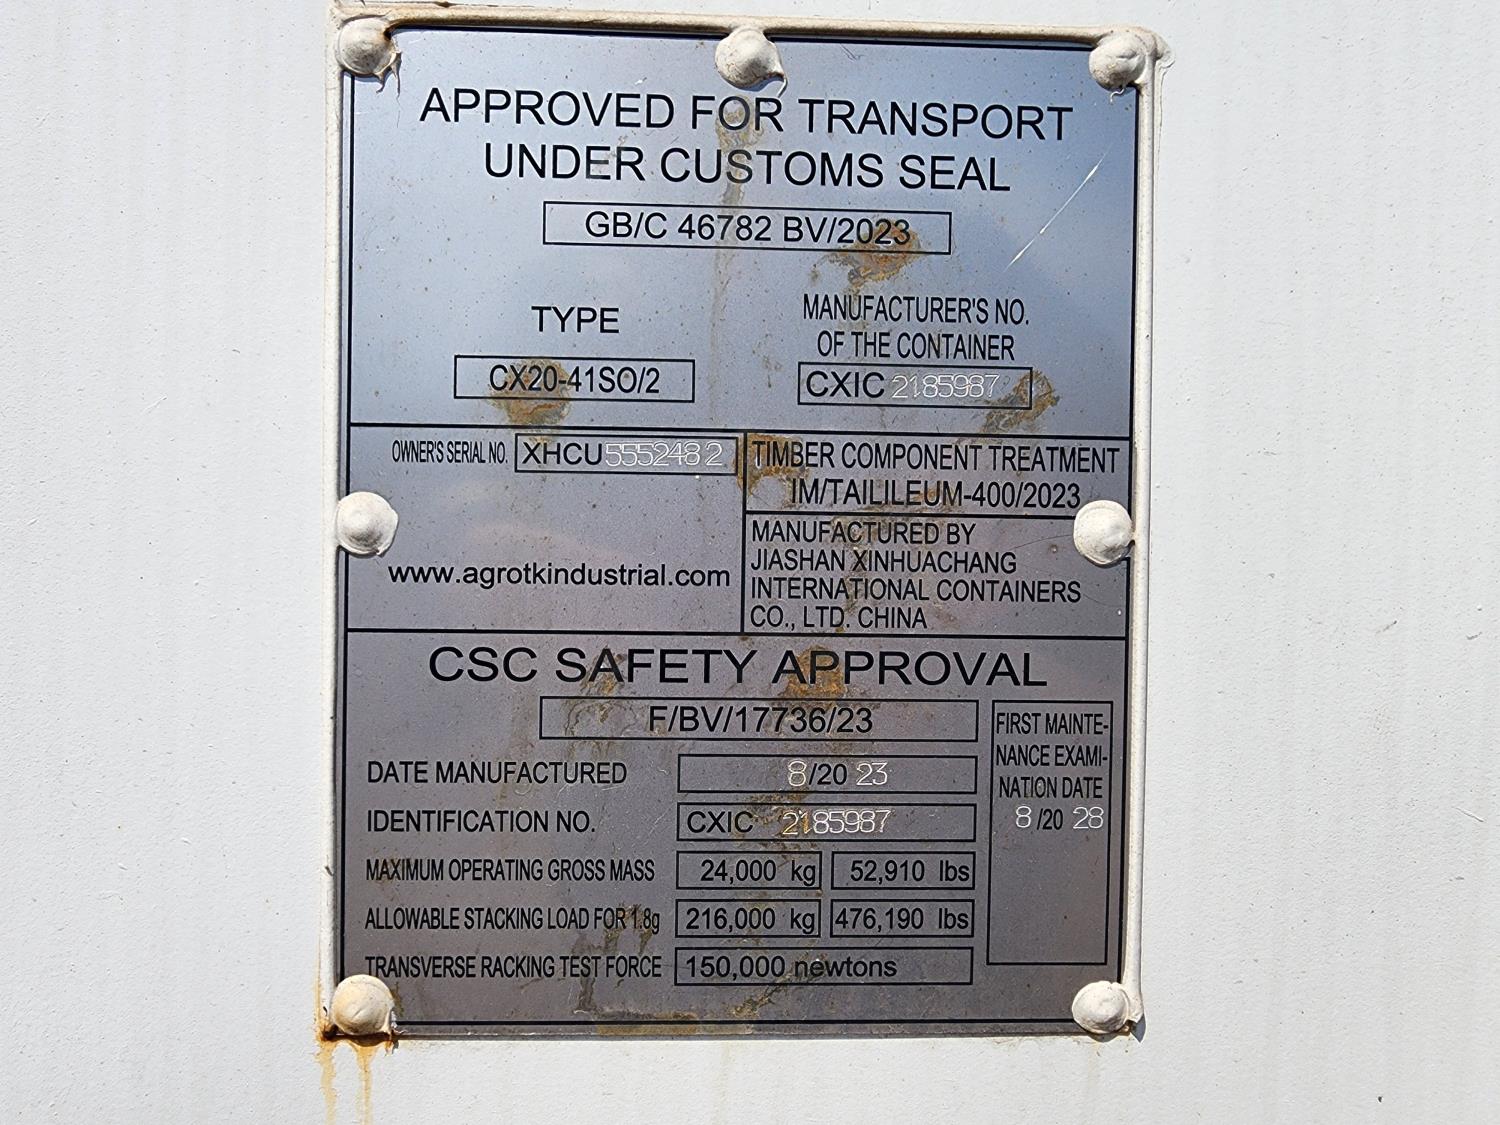 APPROVED FOR TRANSPORT
UNDER CUSTOMS SEAL
GB/C 46782 BV/2023
TYPE
CX20-41SO/2
MANUFACTURER'S NO.
OF THE CONTAINER
CXIC 2185987
OWNER'S SERIAL NO. XHCU 5552482
www.agrotkindustrial.com
TIMBER COMPONENT TREATMENT
IM/TAILILEUM-400/2023
MANUFACTURED BY
JIASHAN XINHUACHANG
INTERNATIONAL CONTAINERS
CO., LTD. CHINA
CSC SAFETY APPROVAL
F/BV/17736/23
DATE MANUFACTURED 8/20 23
IDENTIFICATION NO. CXIC 2185987
MAXIMUM OPERATING GROSS MASS 24,000 kg 52,910 lbs
ALLOWABLE STACKING LOAD FOR 1.8g 216,000 kg 476,190 lbs
TRANSVERSE RACKING TEST FORCE 150,000 newtons
FIRST MAINTE-
NANCE EXAMI-
NATION DATE
8 /20 28